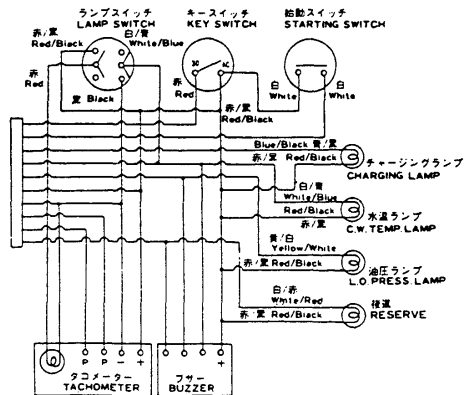 ランプスイッチ
LAMP SWITCH
キースイッチ
KEY SWITCH
始動スイッチ
STARTING SWITCH
赤/黒
Red/Black
白/青
White/Blue
赤
Red
黒 Black
赤
Red
赤/黒
Red/Black
白
White
白
White
Blue/Black 青/黒
赤/黒 Red/Black
チャージングランプ
CHARGING LAMP
白/青
White/Blue
Red/Black
赤/黒
水温ランプ
C.W. TEMP. LAMP
黄/白
Yellow/White
赤/黒 Red/Black
油圧ランプ
L.O. PRESS. LAMP
白/赤
White/Red
赤/黒 Red/Black
後進
RESERVE
P P − +
+
タコメーター
TACHOMETER
ブザー
BUZZER